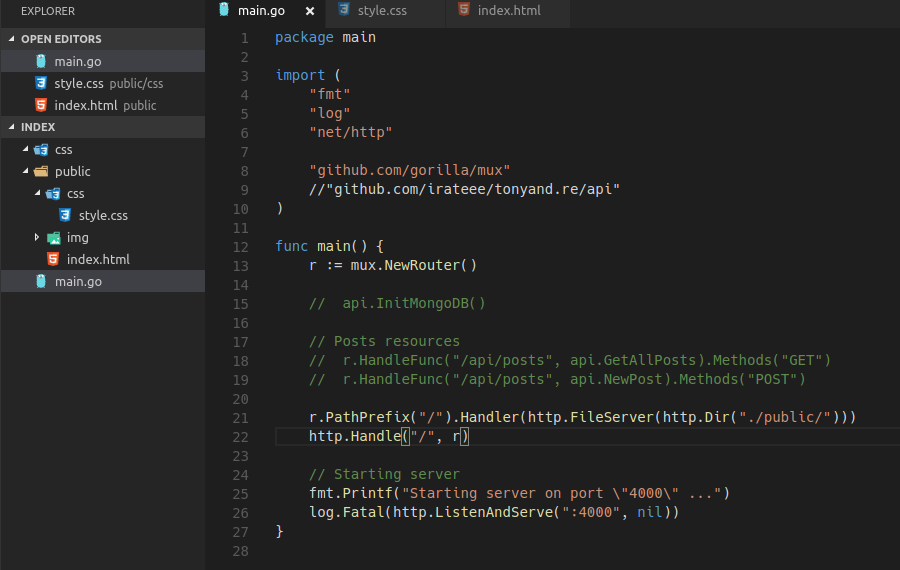 EXPLORER
OPEN EDITORS
main.go
style.css public/css
index.html public
INDEX
css
public
css
style.css
img
index.html
main.go
main.go × style.css index.html
1 package main
2
3 import (
4 "fmt"
5 "log"
6 "net/http"
7
8 "github.com/gorilla/mux"
9 //"github.com/irateee/tonyand.re/api"
10 )
11
12 func main() {
13 r := mux.NewRouter()
14
15 //  api.InitMongoDB()
16
17 // Posts resources
18 //  r.HandleFunc("/api/posts", api.GetAllPosts).Methods("GET")
19 //  r.HandleFunc("/api/posts", api.NewPost).Methods("POST")
20
21 r.PathPrefix("/").Handler(http.FileServer(http.Dir("./public/")))
22 http.Handle("/", r)
23
24 // Starting server
25 fmt.Printf("Starting server on port \"4000\" ...")
26 log.Fatal(http.ListenAndServe(":4000", nil))
27 }
28